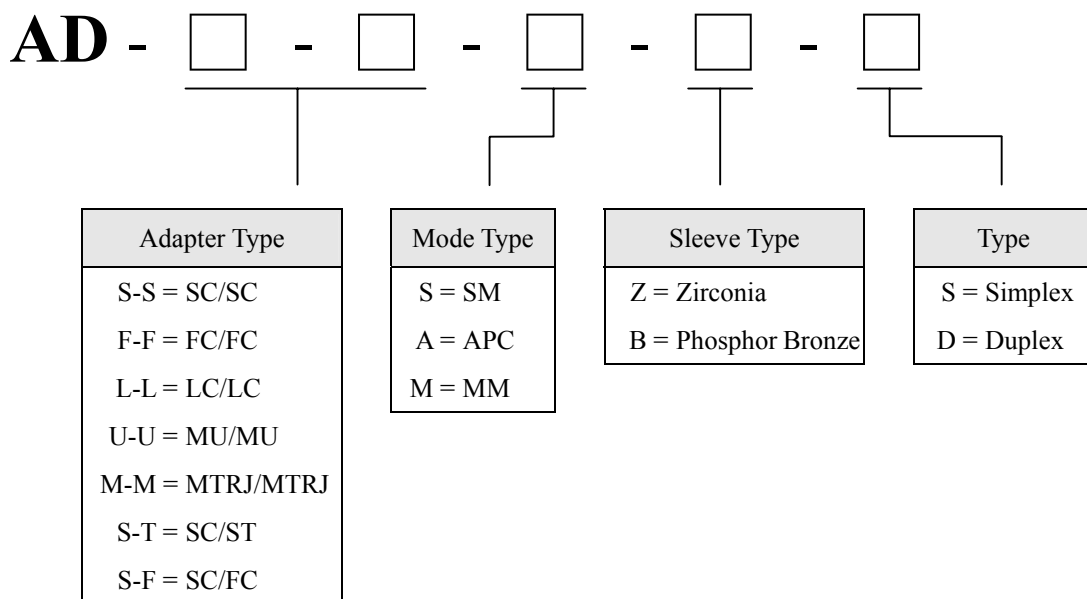 AD - □ - □ - □ - □ - □
Adapter Type
S-S = SC/SC
F-F = FC/FC
L-L = LC/LC
U-U = MU/MU
M-M = MTRJ/MTRJ
S-T = SC/ST
S-F = SC/FC
Mode Type
S = SM
A = APC
M = MM
Sleeve Type
Z = Zirconia
B = Phosphor Bronze
Type
S = Simplex
D = Duplex